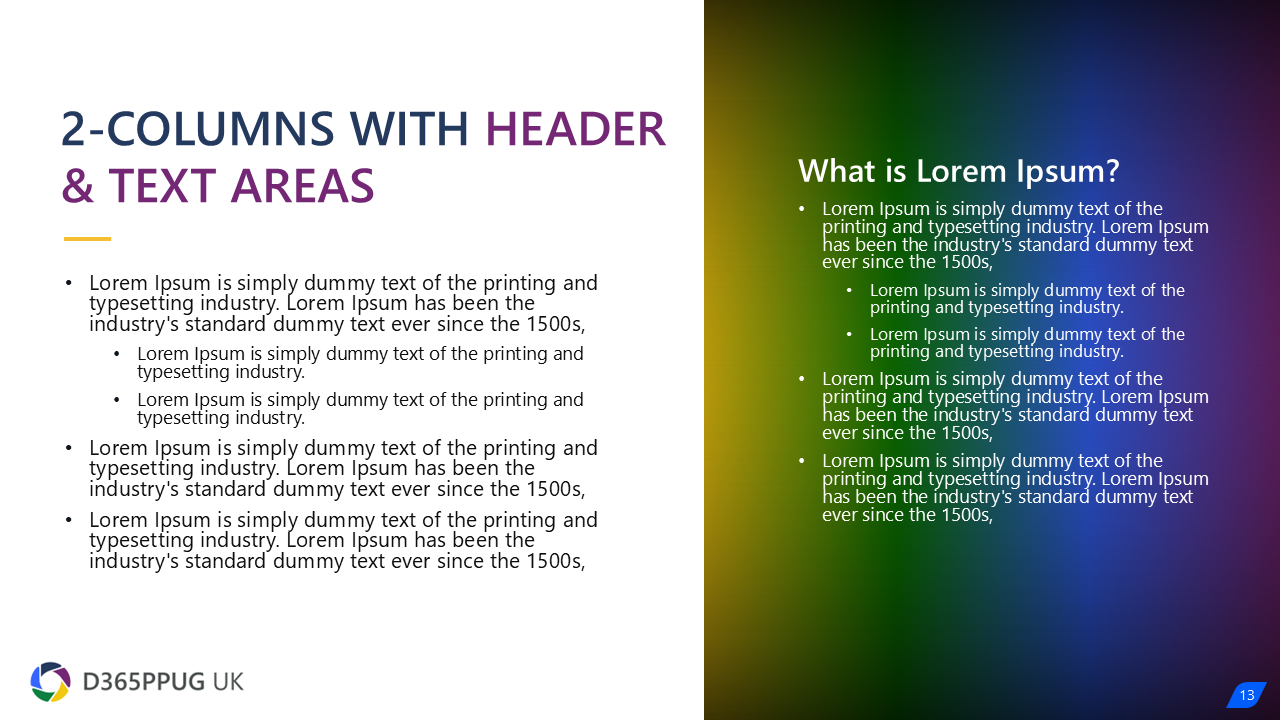 2-COLUMNS WITH HEADER
& TEXT AREAS
• Lorem Ipsum is simply dummy text of the printing and
typesetting industry. Lorem Ipsum has been the
industry's standard dummy text ever since the 1500s,
• Lorem Ipsum is simply dummy text of the printing and
typesetting industry.
• Lorem Ipsum is simply dummy text of the printing and
typesetting industry.
• Lorem Ipsum is simply dummy text of the printing and
typesetting industry. Lorem Ipsum has been the
industry's standard dummy text ever since the 1500s,
• Lorem Ipsum is simply dummy text of the printing and
typesetting industry. Lorem Ipsum has been the
industry's standard dummy text ever since the 1500s,
D365PPUG UK
What is Lorem Ipsum?
• Lorem Ipsum is simply dummy text of the
printing and typesetting industry. Lorem Ipsum
has been the industry's standard dummy text
ever since the 1500s,
• Lorem Ipsum is simply dummy text of the
printing and typesetting industry.
• Lorem Ipsum is simply dummy text of the
printing and typesetting industry.
• Lorem Ipsum is simply dummy text of the
printing and typesetting industry. Lorem Ipsum
has been the industry's standard dummy text
ever since the 1500s,
• Lorem Ipsum is simply dummy text of the
printing and typesetting industry. Lorem Ipsum
has been the industry's standard dummy text
ever since the 1500s,
13